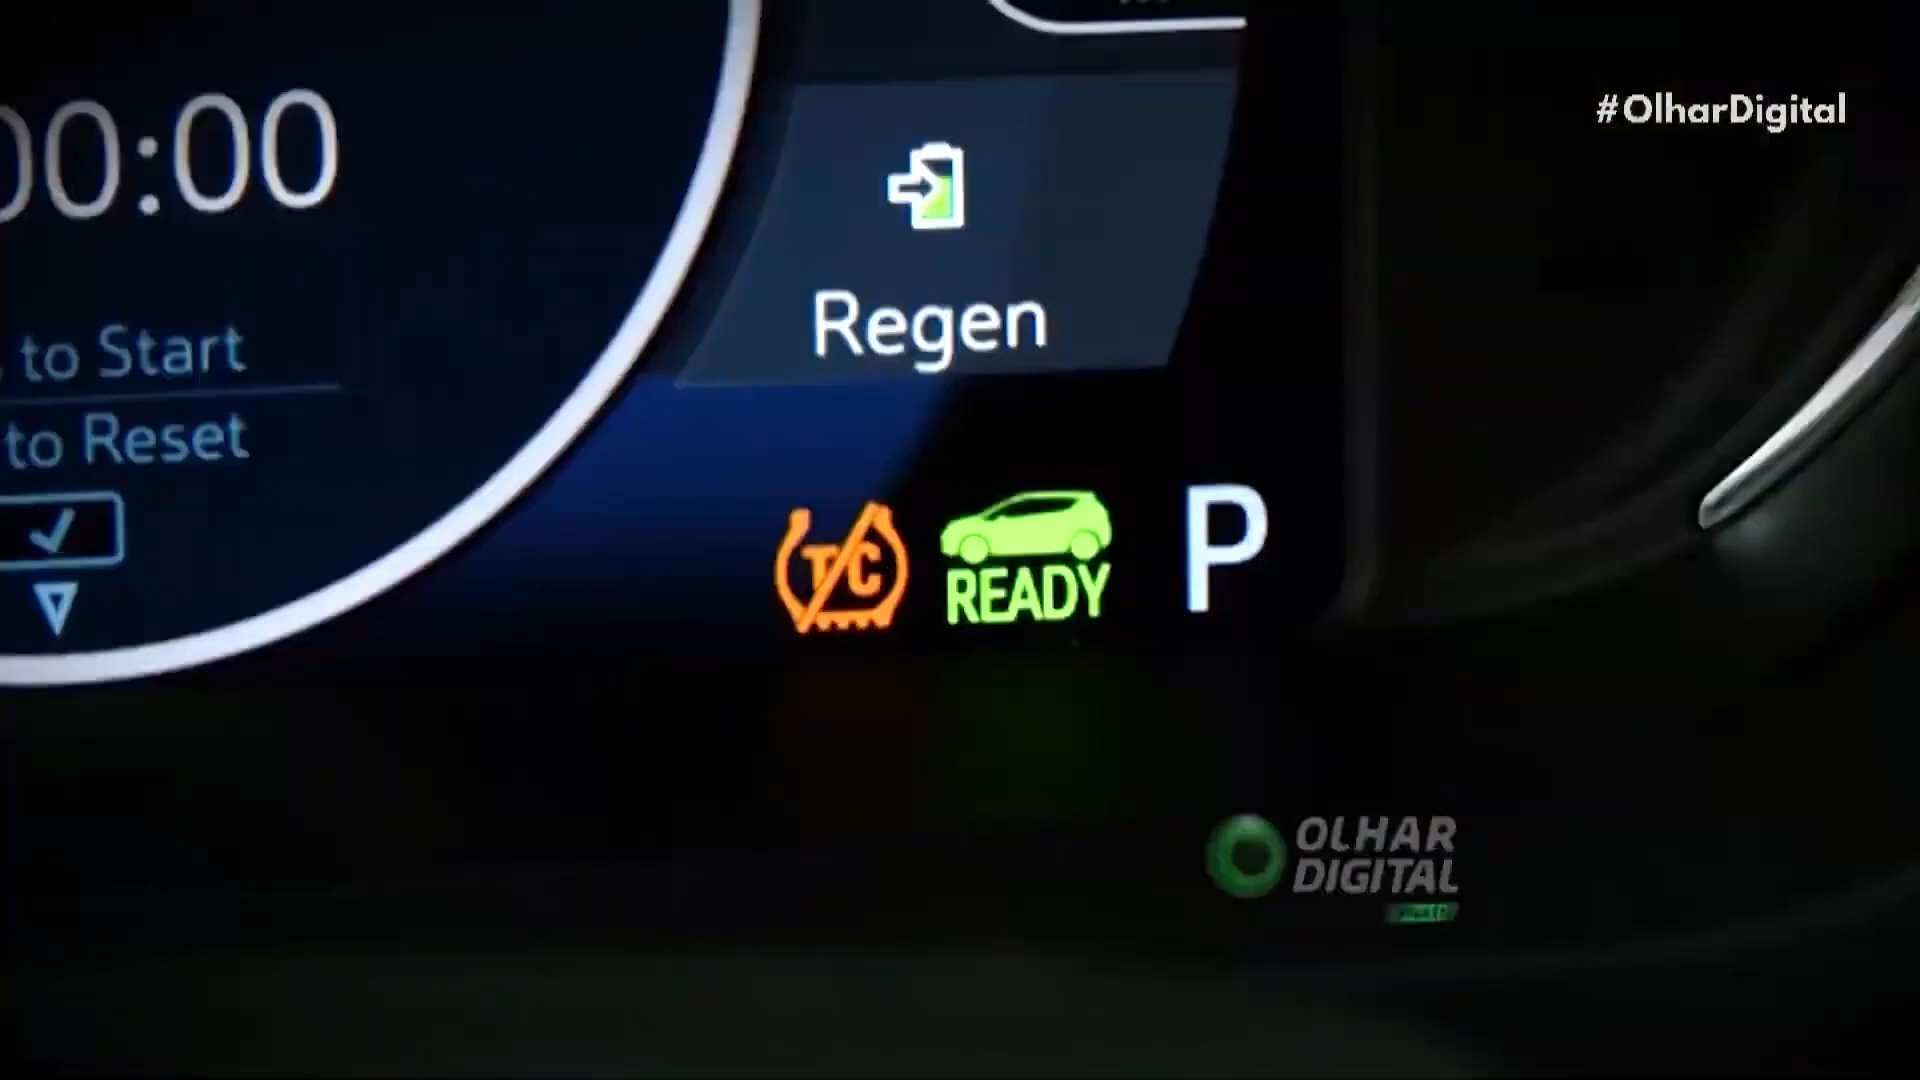 #OlharDigital
00:00
to Start
to Reset
Regen
TC
READY
P
OLHAR
DIGITAL